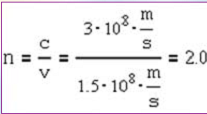 n = c/v = (3·10⁸·m/s)/(1.5·10⁸·m/s) = 2.0